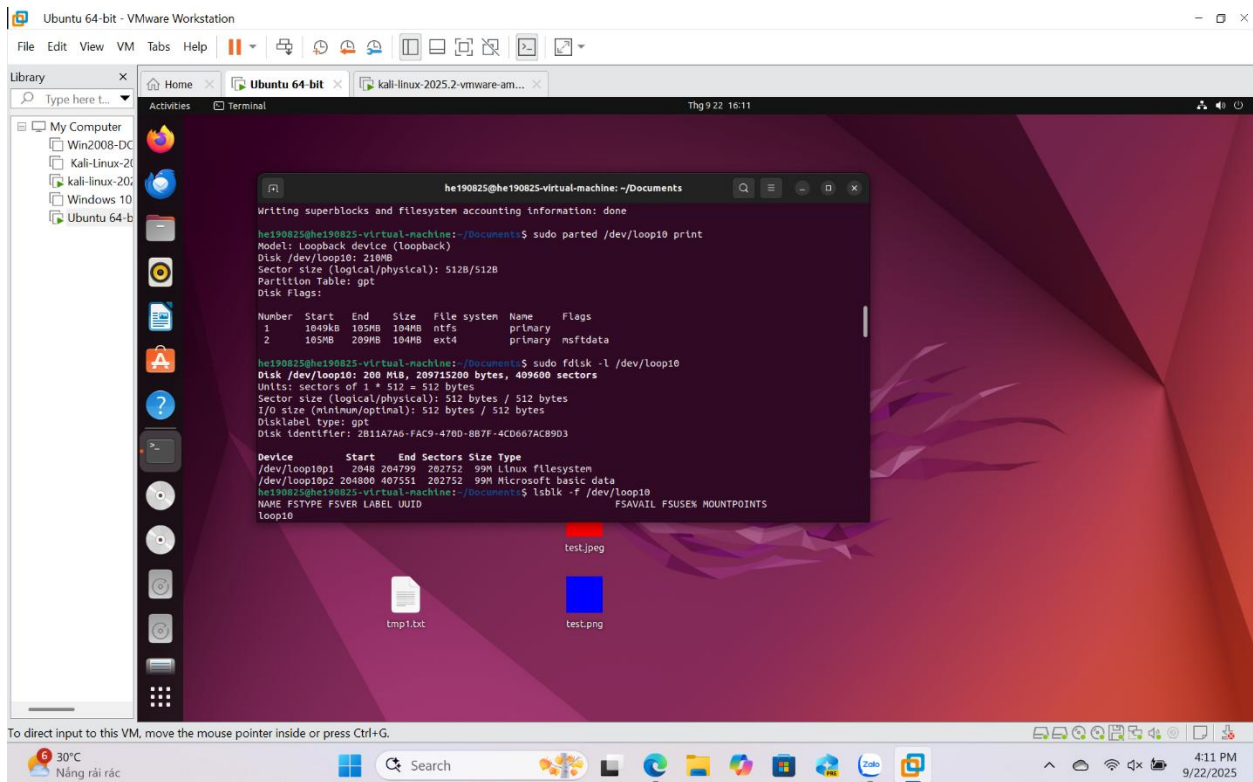 Ubuntu 64-bit - VMware Workstation
File Edit View VM Tabs Help
Library
Type here t...
My Computer
Win2008-DC
Kali-Linux-20
kali-linux-202
Windows 10
Ubuntu 64-b
Home
Ubuntu 64-bit
kali-linux-2025.2-vmware-am...
Activities
Terminal
Thg 9 22 16:11
he190825@he190825-virtual-machine: ~/Documents
Writing superblocks and filesystem accounting information: done
he190825@he190825-virtual-machine:~/Documents$ sudo parted /dev/loop10 print
Model: Loopback device (loopback)
Disk /dev/loop10: 210MB
Sector size (logical/physical): 512B/512B
Partition Table: gpt
Disk Flags:
Number Start End Size File system Name Flags
1 1049kB 105MB 104MB ntfs primary
2 105MB 209MB 104MB ext4 primary msftdata
he190825@he190825-virtual-machine:~/Documents$ sudo fdisk -l /dev/loop10
Disk /dev/loop10: 200 MiB, 209715200 bytes, 409600 sectors
Units: sectors of 1 * 512 = 512 bytes
Sector size (logical/physical): 512 bytes / 512 bytes
I/O size (minimum/optimal): 512 bytes / 512 bytes
Disklabel type: gpt
Disk identifier: 2B11A7A6-FAC9-470D-8B7F-4CD667AC89D3
Device Start End Sectors Size Type
/dev/loop10p1 2048 204799 202752 99M Linux filesystem
/dev/loop10p2 204800 407551 202752 99M Microsoft basic data
he190825@he190825-virtual-machine:~/Documents$ lsblk -f /dev/loop10
NAME FSTYPE FSVER LABEL UUID FSAVAIL FSUSE% MOUNTPOINTS
loop10
test.jpeg
tmp1.txt
test.png
To direct input to this VM, move the mouse pointer inside or press Ctrl+G.
6
30°C
Nắng rải rác
Search
PRE
Zalo
4:11 PM
9/22/2025